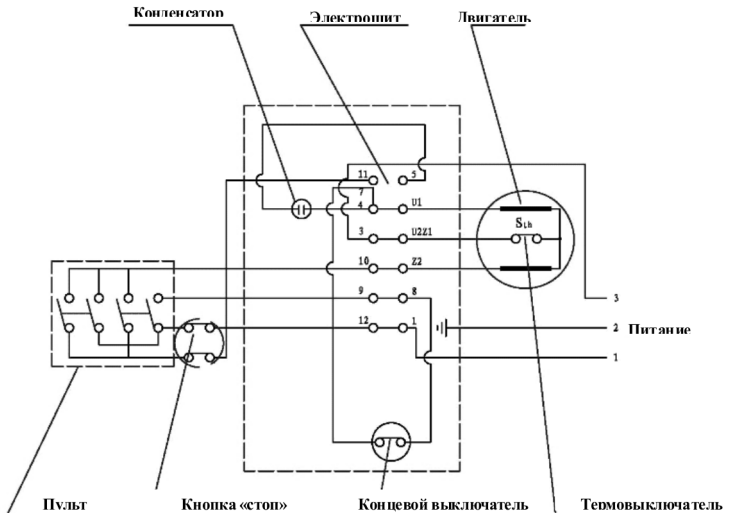 Конденсатор
Электрощит
Двигатель
11
5
7
4
U1
Sth
3
U2Z1
10
Z2
9
8
3
12
1
2
Питание
1
Пульт
Кнопка «стоп»
Концевой выключатель
Термовыключатель